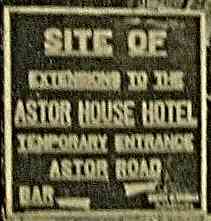 SITE OF
EXTENSIONS TO THE
ASTOR HOUSE HOTEL
TEMPORARY ENTRANCE
ASTOR ROAD
BAR